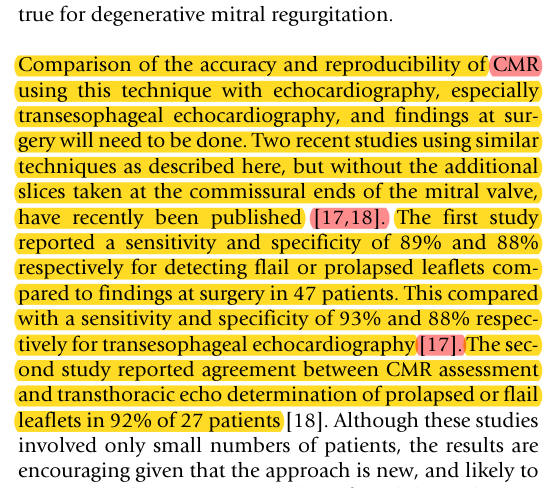 true for degenerative mitral regurgitation.
Comparison of the accuracy and reproducibility of CMR
using this technique with echocardiography, especially
transesophageal echocardiography, and findings at sur-
gery will need to be done. Two recent studies using similar
techniques as described here, but without the additional
slices taken at the commissural ends of the mitral valve,
have recently been published [17,18]. The first study
reported a sensitivity and specificity of 89% and 88%
respectively for detecting flail or prolapsed leaflets com-
pared to findings at surgery in 47 patients. This compared
with a sensitivity and specificity of 93% and 88% respec-
tively for transesophageal echocardiography [17]. The sec-
ond study reported agreement between CMR assessment
and transthoracic echo determination of prolapsed or flail
leaflets in 92% of 27 patients [18]. Although these studies
involved only small numbers of patients, the results are
encouraging given that the approach is new, and likely to